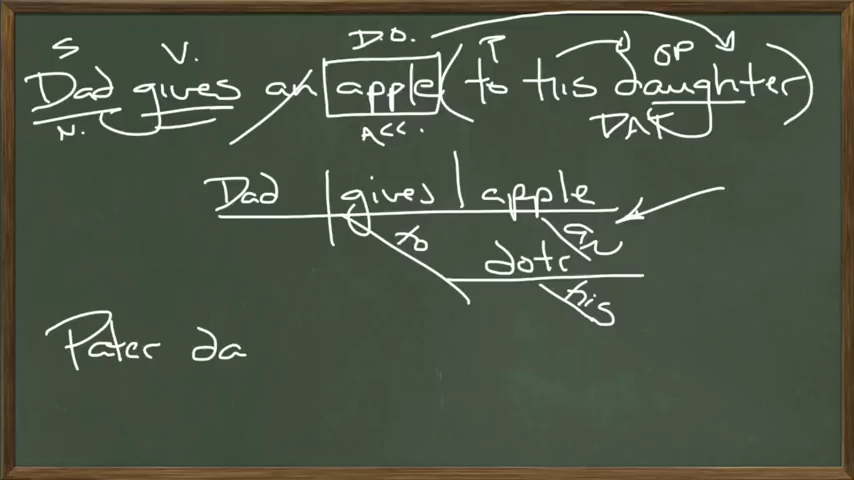 S V. D.O. P OP
Dad gives an apple (to his daughter)
N. ACC. DAT
Dad | gives | apple
to an
dotr
his
Pater da